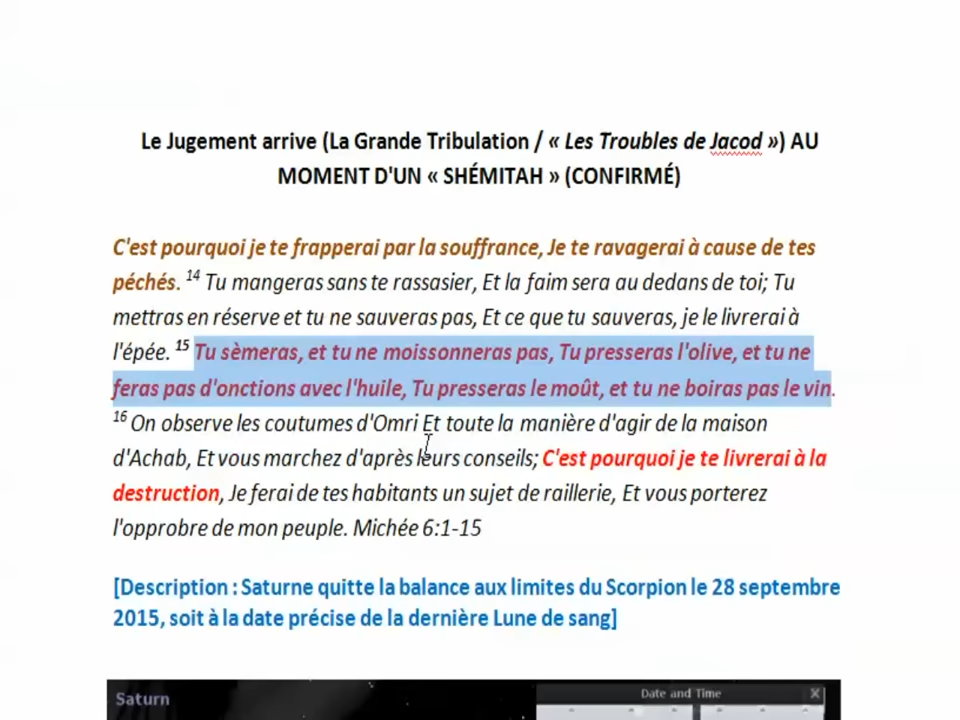 Le Jugement arrive (La Grande Tribulation / « Les Troubles de Jacod ») AU
MOMENT D'UN « SHÉMITAH » (CONFIRMÉ)
C'est pourquoi je te frapperai par la souffrance, Je te ravagerai à cause de tes
péchés. 14 Tu mangeras sans te rassasier, Et la faim sera au dedans de toi; Tu
mettras en réserve et tu ne sauveras pas, Et ce que tu sauveras, je le livrerai à
l'épée. 15 Tu sèmeras, et tu ne moissonneras pas, Tu presseras l'olive, et tu ne
feras pas d'onctions avec l'huile, Tu presseras le moût, et tu ne boiras pas le vin.
16 On observe les coutumes d'Omri Et toute la manière d'agir de la maison
d'Achab, Et vous marchez d'après leurs conseils; C'est pourquoi je te livrerai à la
destruction, Je ferai de tes habitants un sujet de raillerie, Et vous porterez
l'opprobre de mon peuple. Michée 6:1-15
[Description : Saturne quitte la balance aux limites du Scorpion le 28 septembre
2015, soit à la date précise de la dernière Lune de sang]
Saturn
Date and Time